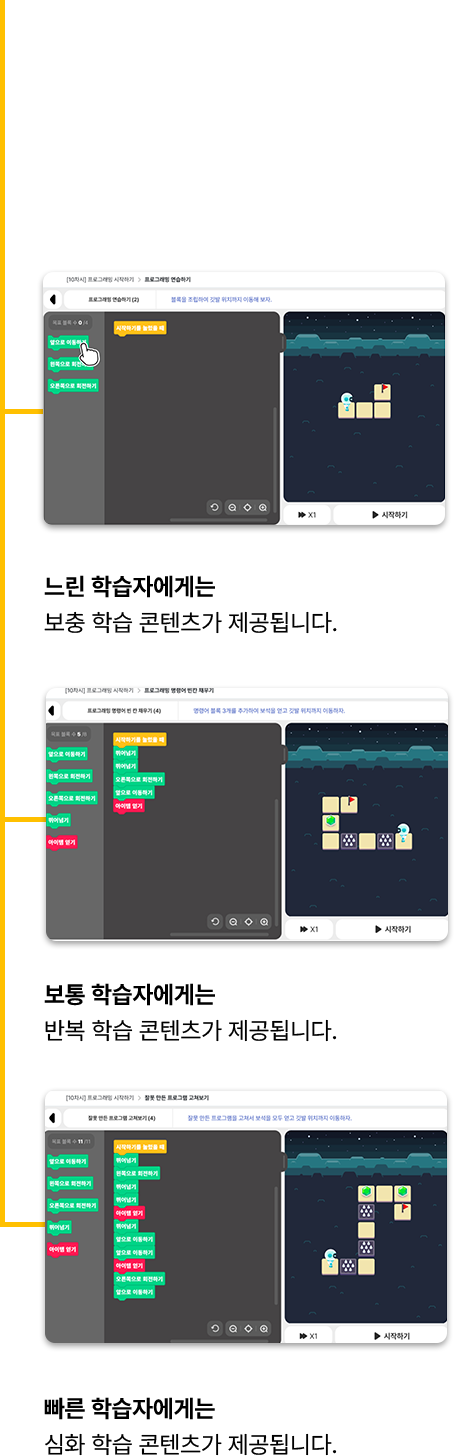 [10차시] 프로그래밍 시작하기 > 프로그래밍 연습하기
프로그래밍 연습하기 (2)
블록을 조립하여 깃발 위치까지 이동해 보자.
목표 블록 수 0 /4
시작하기를 눌렀을 때
앞으로 이동하기
왼쪽으로 회전하기
오른쪽으로 회전하기
X1
시작하기
느린 학습자에게는
보충 학습 콘텐츠가 제공됩니다.
[10차시] 프로그래밍 시작하기 > 프로그래밍 명령어 빈칸 채우기
프로그래밍 명령어 빈 칸 채우기 (4)
명령어 블록 3개를 추가하여 보석을 얻고 깃발 위치까지 이동하자.
목표 블록 수 5 /8
앞으로 이동하기
왼쪽으로 회전하기
오른쪽으로 회전하기
뛰어넘기
아이템 얻기
시작하기를 눌렀을 때
뛰어넘기
뛰어넘기
오른쪽으로 회전하기
앞으로 이동하기
아이템 얻기
X1
시작하기
보통 학습자에게는
반복 학습 콘텐츠가 제공됩니다.
[10차시] 프로그래밍 시작하기 > 잘못 만든 프로그램 고쳐보기
잘못 만든 프로그램 고쳐보기 (4)
잘못 만든 프로그램을 고쳐서 보석을 모두 얻고 깃발 위치까지 이동하자.
목표 블록 수 11 /11
앞으로 이동하기
왼쪽으로 회전하기
오른쪽으로 회전하기
뛰어넘기
아이템 얻기
시작하기를 눌렀을 때
뛰어넘기
왼쪽으로 회전하기
뛰어넘기
뛰어넘기
아이템 얻기
뛰어넘기
앞으로 이동하기
앞으로 이동하기
아이템 얻기
오른쪽으로 회전하기
앞으로 이동하기
X1
시작하기
빠른 학습자에게는
심화 학습 콘텐츠가 제공됩니다.